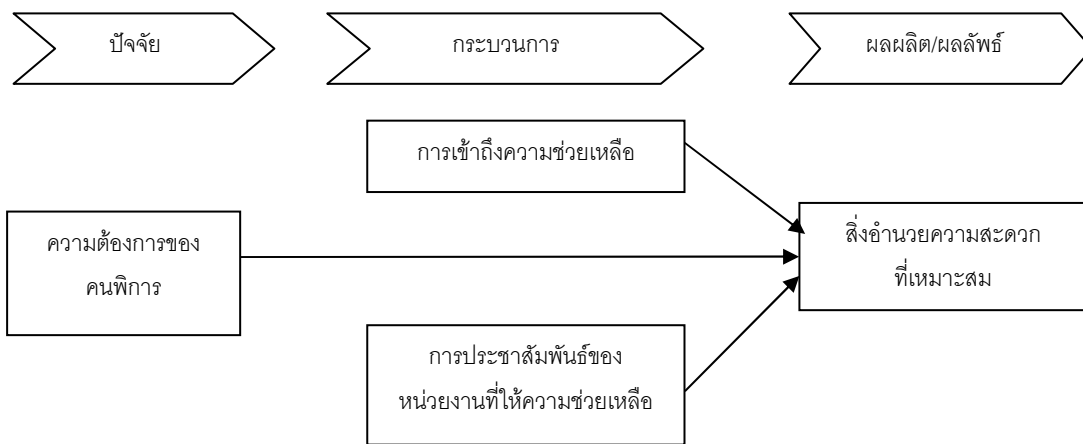 ปัจจัย
กระบวนการ
ผลผลิต/ผลลัพธ์
การเข้าถึงความช่วยเหลือ
ความต้องการของ
คนพิการ
สิ่งอำนวยความสะดวก
ที่เหมาะสม
การประชาสัมพันธ์ของ
หน่วยงานที่ให้ความช่วยเหลือ